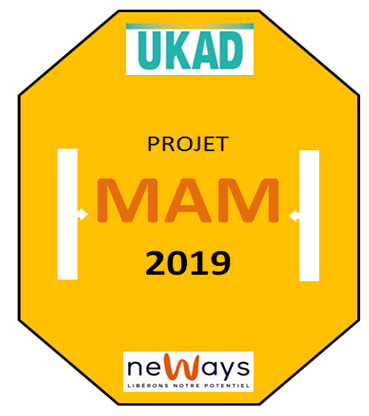 UKAD
PROJET
MAM
2019
neways
LIBÉRONS NOTRE POTENTIEL